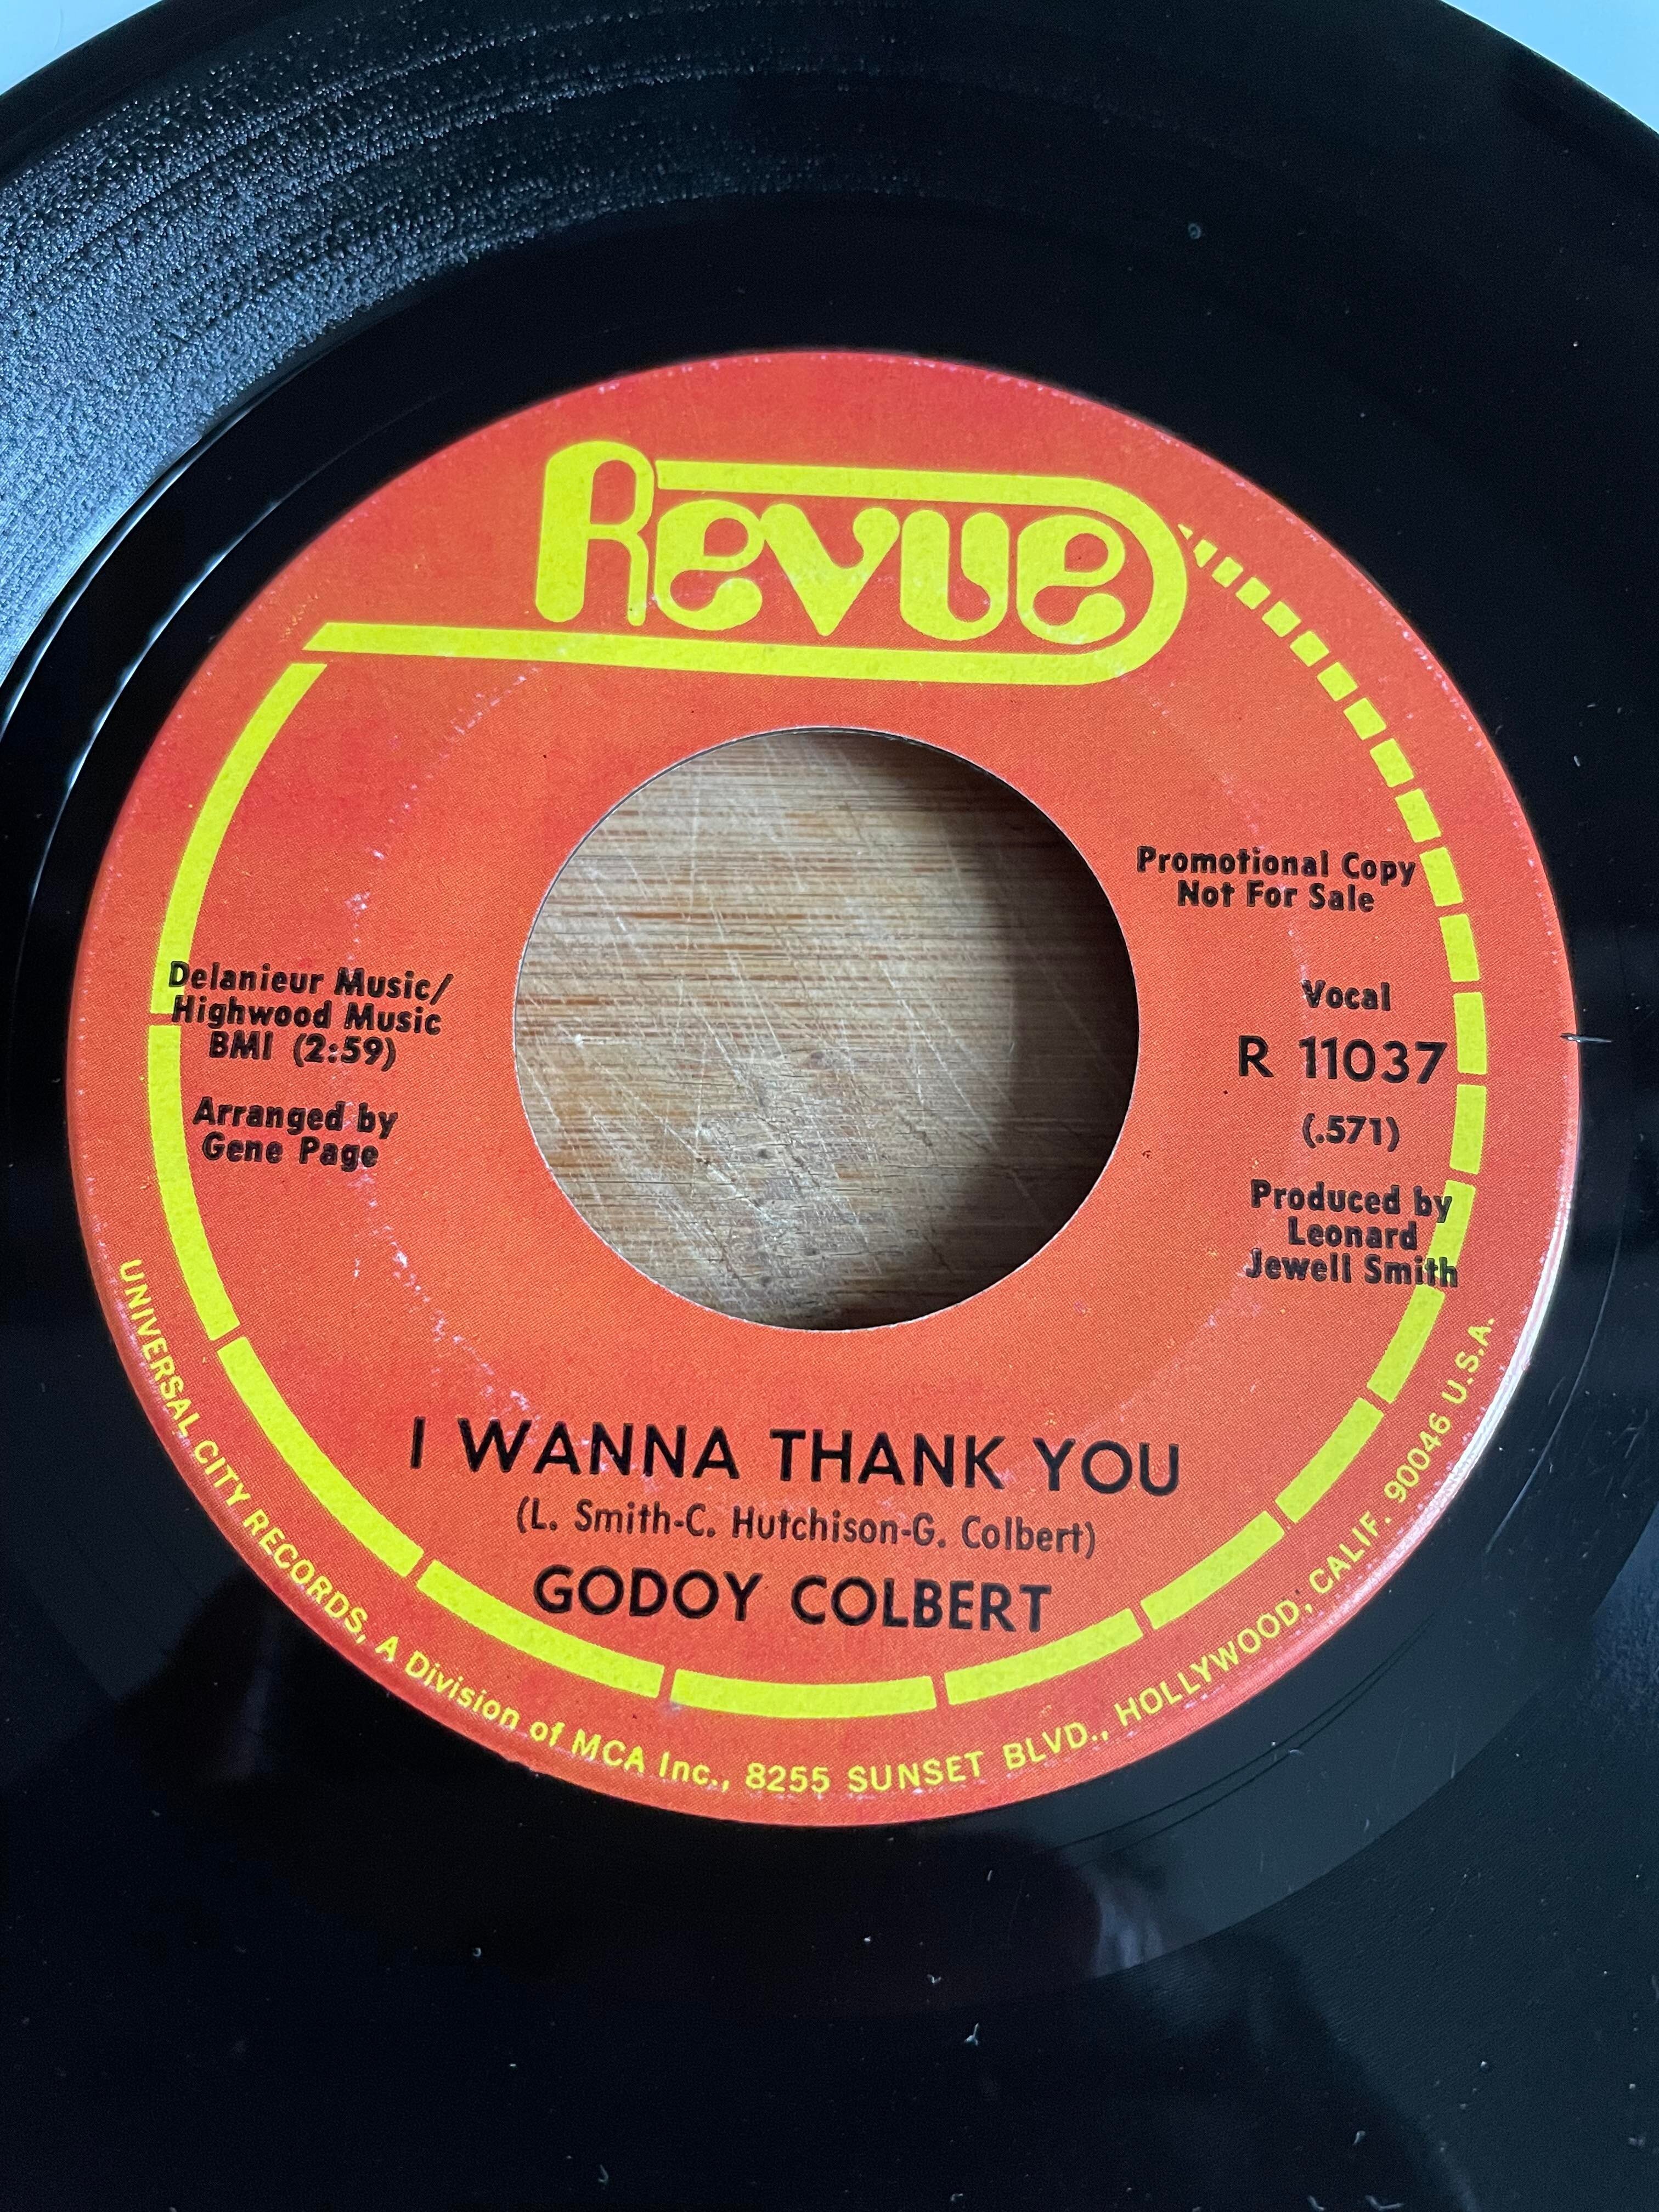 Revue
Promotional Copy
Not For Sale
Delanieur Music/
Highwood Music
BMI (2:59)
Arranged by
Gene Page
Vocal
R 11037
(.571)
Produced by
Leonard
Jewell Smith
I WANNA THANK YOU
(L. Smith-C. Hutchison-G. Colbert)
GODOY COLBERT
UNIVERSAL CITY RECORDS, A Division of MCA Inc., 8255 SUNSET BLVD., HOLLYWOOD, CALIF. 90046 U.S.A.